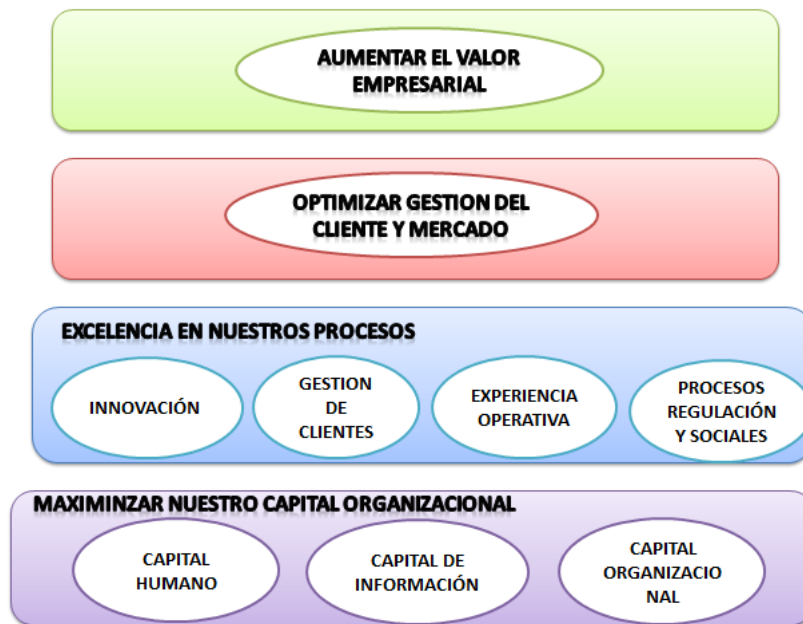 AUMENTAR EL VALOR
EMPRESARIAL
OPTIMIZAR GESTION DEL
CLIENTE Y MERCADO
EXCELENCIA EN NUESTROS PROCESOS
INNOVACIÓN
GESTION
DE
CLIENTES
EXPERIENCIA
OPERATIVA
PROCESOS
REGULACIÓN
Y SOCIALES
MAXIMINZAR NUESTRO CAPITAL ORGANIZACIONAL
CAPITAL
HUMANO
CAPITAL DE
INFORMACIÓN
CAPITAL
ORGANIZACIO
NAL